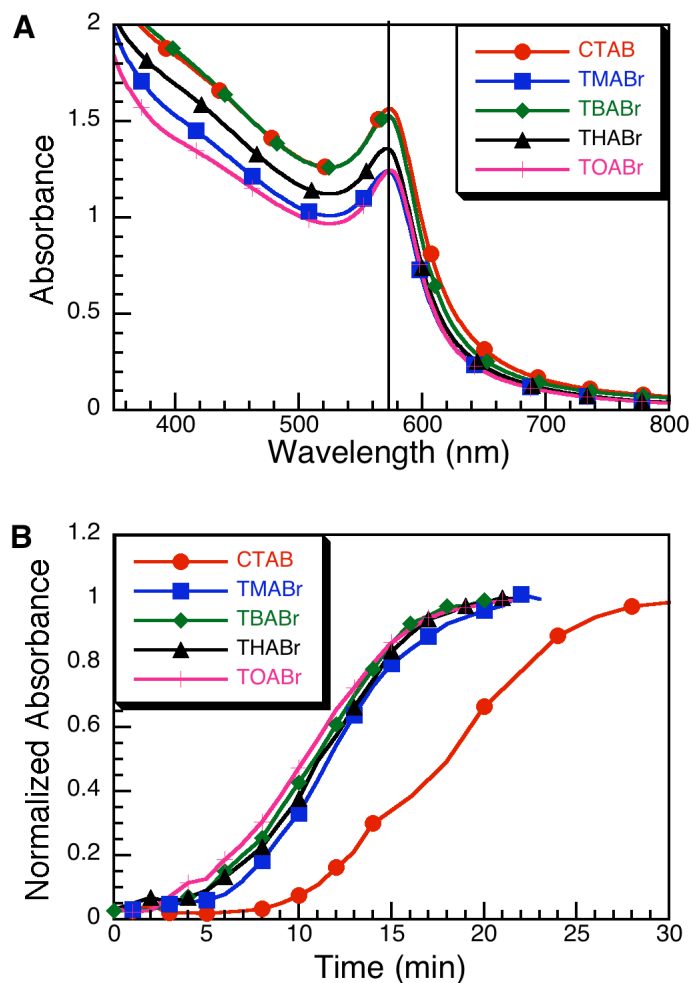 A
2
1.5
1
0.5
0
Absorbance
CTAB
TMABr
TBABr
THABr
TOABr
400
500
600
700
800
Wavelength (nm)
B
1.2
1
0.8
0.6
0.4
0.2
0
Normalized Absorbance
CTAB
TMABr
TBABr
THABr
TOABr
0
5
10
15
20
25
30
Time (min)